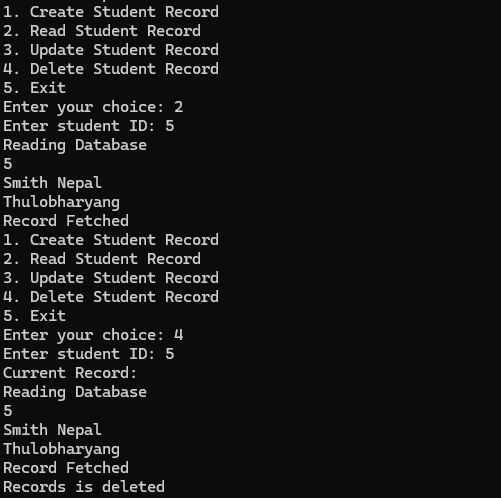 1. Create Student Record
2. Read Student Record
3. Update Student Record
4. Delete Student Record
5. Exit
Enter your choice: 2
Enter student ID: 5
Reading Database
5
Smith Nepal
Thulobharyang
Record Fetched
1. Create Student Record
2. Read Student Record
3. Update Student Record
4. Delete Student Record
5. Exit
Enter your choice: 4
Enter student ID: 5
Current Record:
Reading Database
5
Smith Nepal
Thulobharyang
Record Fetched
Records is deleted